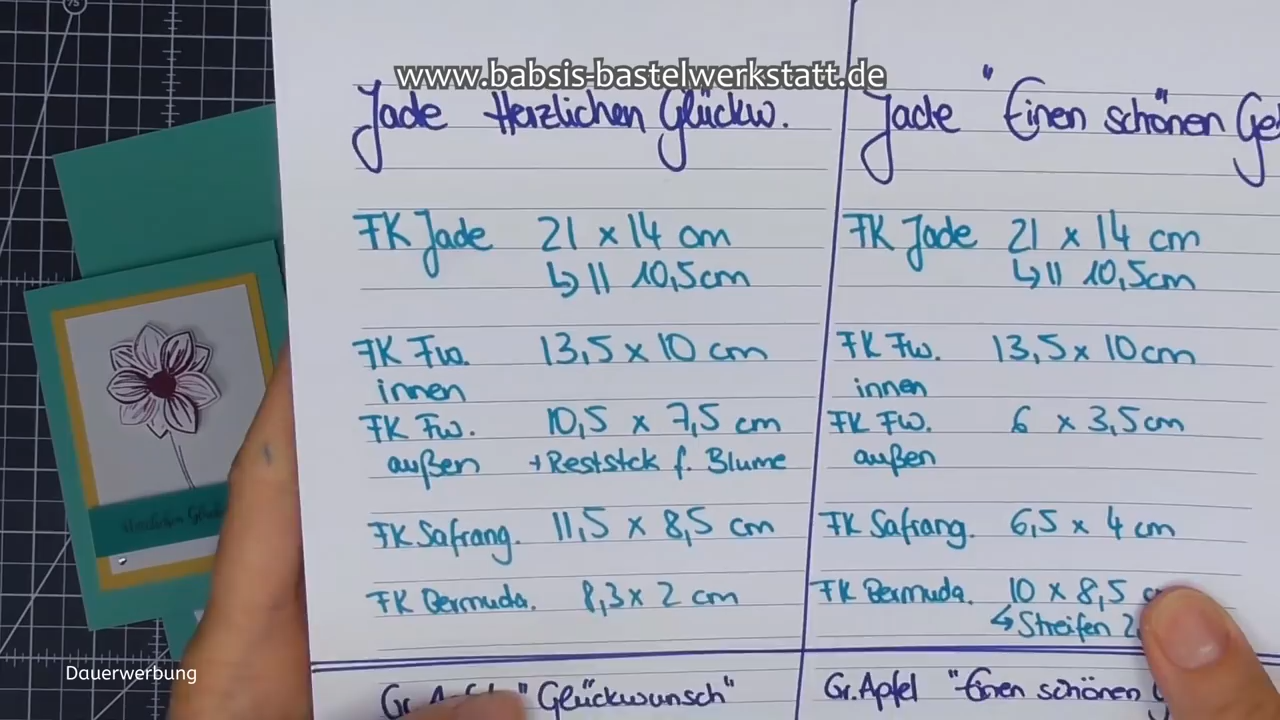 75
www.babsis-bastelwerkstatt.de
Jade Herzlichen Glückw.
FK Jade 21 x 14 cm
↳ || 10,5cm
FK Fw. 13,5 x 10 cm
innen
FK Fw. 10,5 x 7,5 cm
außen + Reststck f. Blume
FK Safrang. 11,5 x 8,5 cm
FK Bermuda. 8,3 x 2 cm
Jade "Einen schönen
FK Jade 21 x 14 cm
↳ || 10,5cm
FK Fw. 13,5 x 10cm
innen
FK Fw. 6 x 3,5cm
außen
FK Safrang. 6,5 x 4 cm
FK Bermuda. 10 x 8,5
↳ Streifen
"Glückwunsch"
Gr.Apfel "Einen schönen
Herzlichen
Dauerwerbung